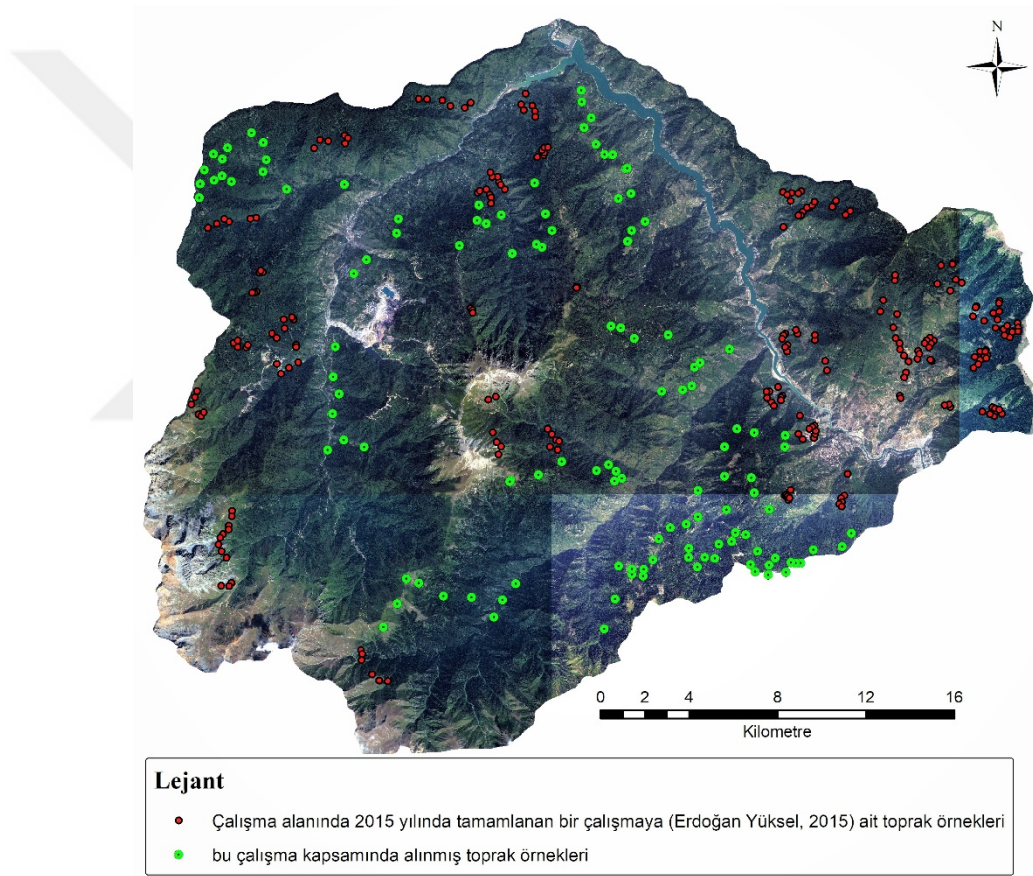 N
0 2 4 8 12 16
Kilometre
Lejant
Çalışma alanında 2015 yılında tamamlanan bir çalışmaya (Erdoğan Yüksel, 2015) ait toprak örnekleri
bu çalışma kapsamında alınmış toprak örnekleri